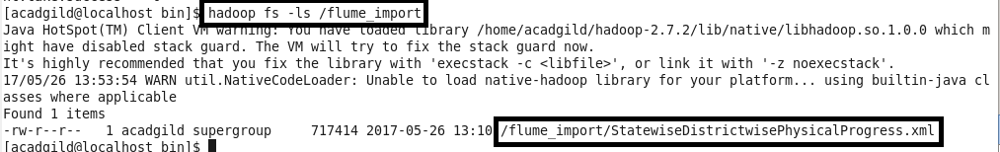 [acadgild@localhost bin]$ hadoop fs -ls /flume_import
Java HotSpot(TM) Client VM warning: You have loaded library /home/acadgild/hadoop-2.7.2/lib/native/libhadoop.so.1.0.0 which m
ight have disabled stack guard. The VM will try to fix the stack guard now.
It's highly recommended that you fix the library with 'execstack -c <libfile>', or link it with '-z noexecstack'.
17/05/26 13:53:54 WARN util.NativeCodeLoader: Unable to load native-hadoop library for your platform... using builtin-java cl
asses where applicable
Found 1 items
-rw-r--r--   1 acadgild supergroup     717414 2017-05-26 13:10 /flume_import/StatewiseDistrictwisePhysicalProgress.xml
[acadgild@localhost bin]$